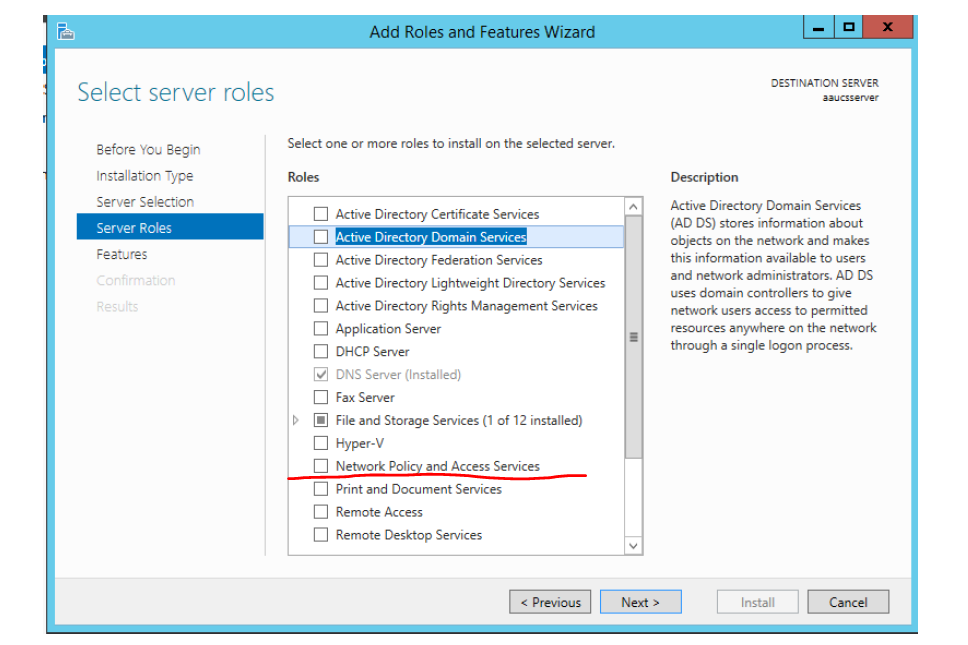 Add Roles and Features Wizard
Select server roles
DESTINATION SERVER
aaucsserver
Before You Begin
Installation Type
Server Selection
Server Roles
Features
Confirmation
Results
Select one or more roles to install on the selected server.
Roles
Active Directory Certificate Services
Active Directory Domain Services
Active Directory Federation Services
Active Directory Lightweight Directory Services
Active Directory Rights Management Services
Application Server
DHCP Server
DNS Server (Installed)
Fax Server
File and Storage Services (1 of 12 installed)
Hyper-V
Network Policy and Access Services
Print and Document Services
Remote Access
Remote Desktop Services
Description
Active Directory Domain Services
(AD DS) stores information about
objects on the network and makes
this information available to users
and network administrators. AD DS
uses domain controllers to give
network users access to permitted
resources anywhere on the network
through a single logon process.
< Previous
Next >
Install
Cancel